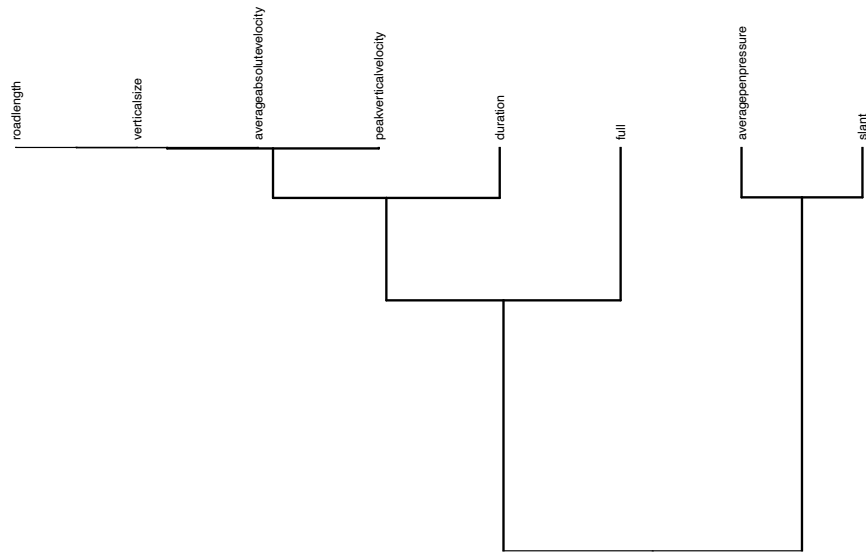 roadlength
verticalsize
averageabsolutevelocity
peakverticalvelocity
duration
full
averagepenpressure
slant